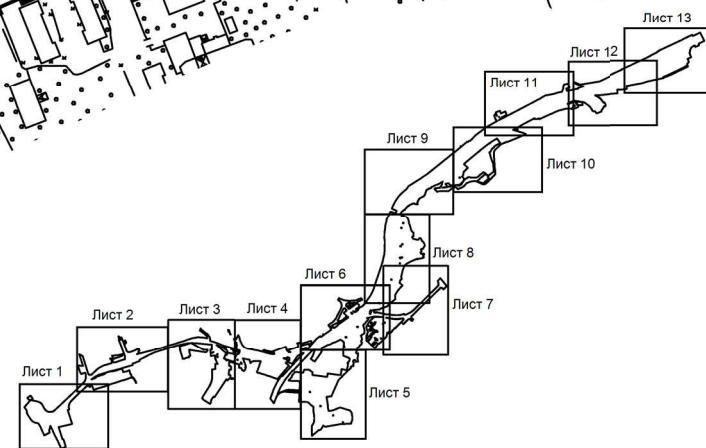 Лист 13
Лист 12
Лист 11
Лист 9
Лист 10
Лист 8
Лист 6
Лист 7
Лист 3
Лист 4
Лист 2
Лист 1
Лист 5